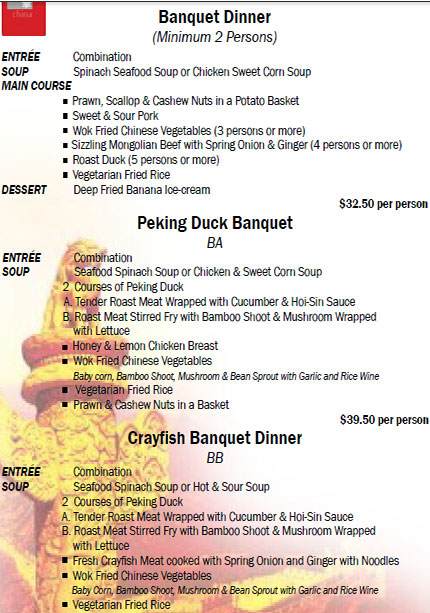 china
Banquet Dinner
(Minimum 2 Persons)
ENTRÉE Combination
SOUP Spinach Seafood Soup or Chicken Sweet Corn Soup
MAIN COURSE
■ Prawn, Scallop & Cashew Nuts in a Potato Basket
■ Sweet & Sour Pork
■ Wok Fried Chinese Vegetables (3 persons or more)
■ Sizzling Mongolian Beef with Spring Onion & Ginger (4 persons or more)
■ Roast Duck (5 persons or more)
■ Vegetarian Fried Rice
DESSERT Deep Fried Banana Ice-cream
$32.50 per person
Peking Duck Banquet
BA
ENTRÉE Combination
SOUP Seafood Spinach Soup or Chicken & Sweet Corn Soup
2 Courses of Peking Duck
A. Tender Roast Meat Wrapped with Cucumber & Hoi-Sin Sauce
B. Roast Meat Stirred Fry with Bamboo Shoot & Mushroom Wrapped
with Lettuce
■ Honey & Lemon Chicken Breast
■ Wok Fried Chinese Vegetables
Baby corn, Bamboo Shoot, Mushroom & Bean Sprout with Garlic and Rice Wine
■ Vegetarian Fried Rice
■ Prawn & Cashew Nuts in a Basket
$39.50 per person
Crayfish Banquet Dinner
BB
ENTRÉE Combination
SOUP Seafood Spinach Soup or Hot & Sour Soup
2 Courses of Peking Duck
A. Tender Roast Meat Wrapped with Cucumber & Hoi-Sin Sauce
B. Roast Meat Stirred Fry with Bamboo Shoot & Mushroom Wrapped
with Lettuce
■ Fresh Crayfish Meat cooked with Spring Onion and Ginger with Noodles
■ Wok Fried Chinese Vegetables
Baby Corn, Bamboo Shoot, Mushroom & Bean Sprout with Garlic and Rice Wine
■ Vegetarian Fried Rice